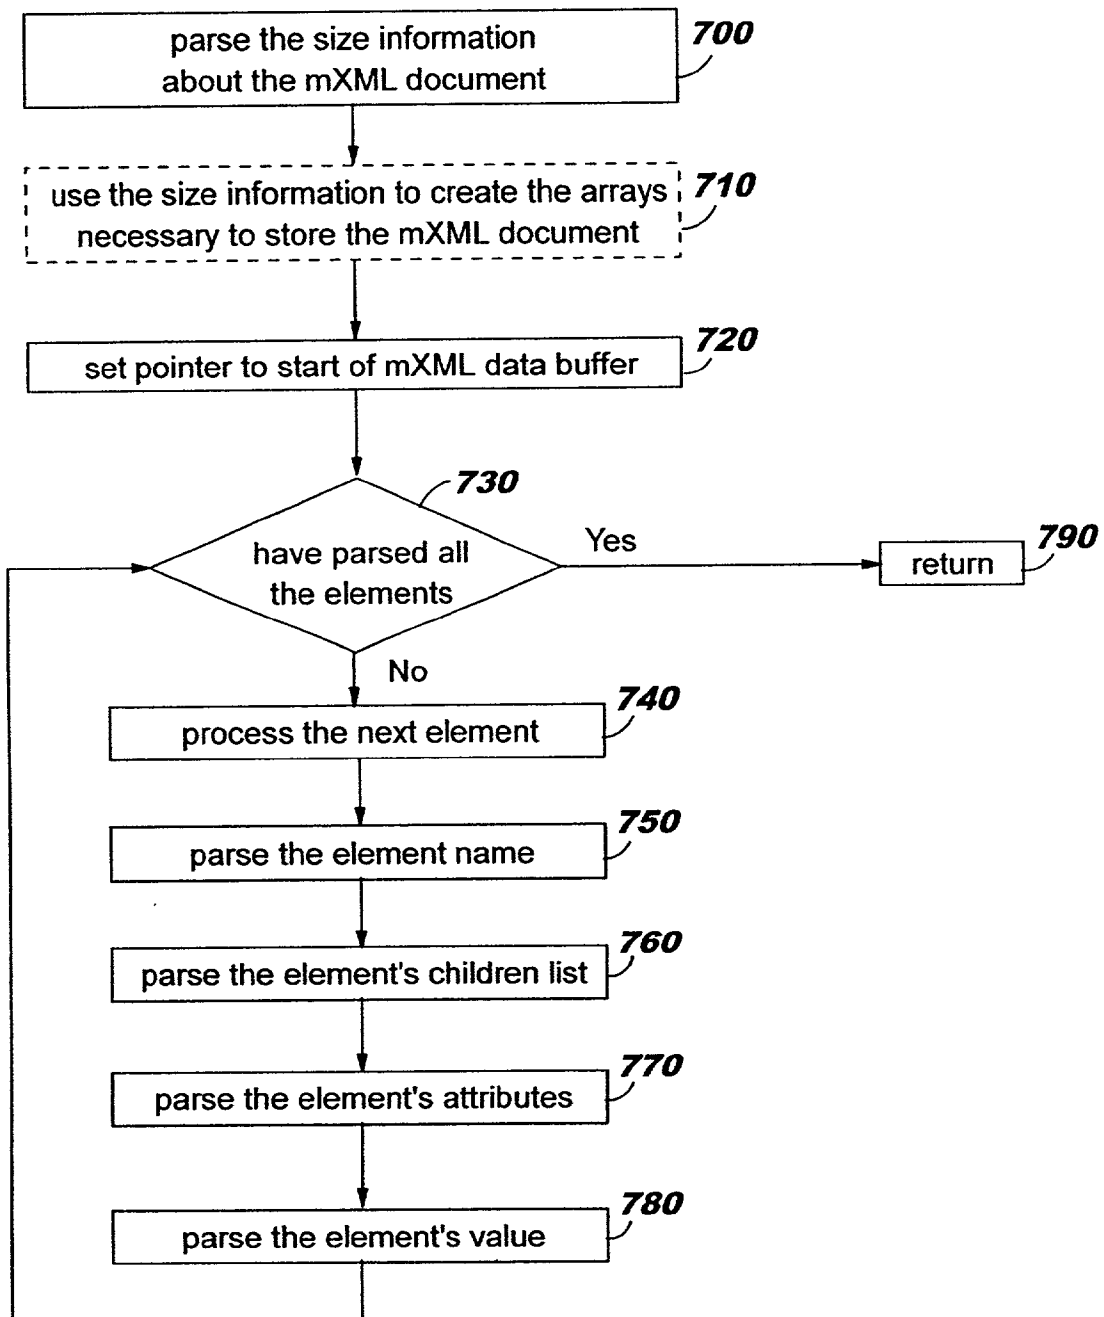 parse the size information
about the mXML document
700
use the size information to create the arrays
necessary to store the mXML document
710
set pointer to start of mXML data buffer
720
730
have parsed all
the elements
Yes
return
790
No
process the next element
740
parse the element name
750
parse the element's children list
760
parse the element's attributes
770
parse the element's value
780